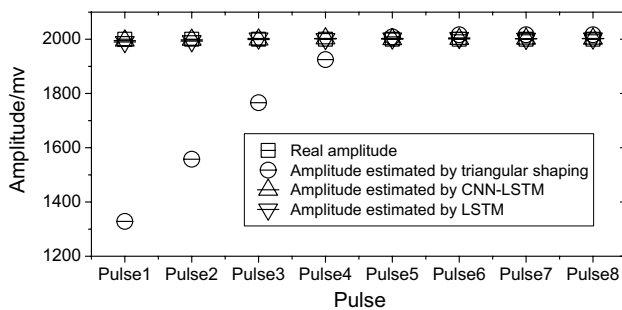 Amplitude/mv
2000
1800
1600
1400
1200
Real amplitude
Amplitude estimated by triangular shaping
Amplitude estimated by CNN-LSTM
Amplitude estimated by LSTM
Pulse1 Pulse2 Pulse3 Pulse4 Pulse5 Pulse6 Pulse7 Pulse8
Pulse